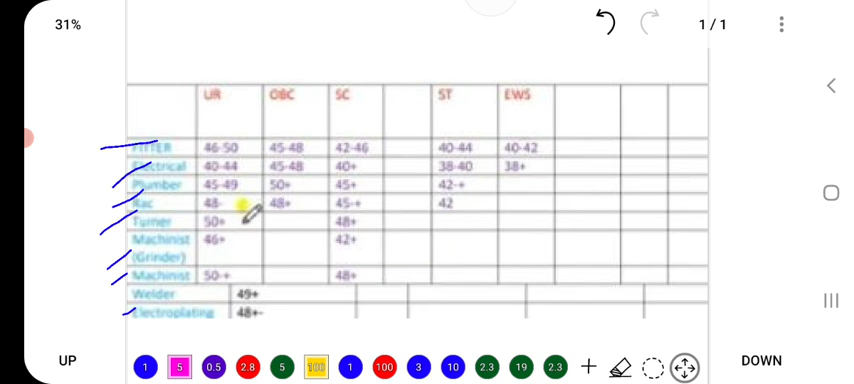 31% 1 / 1
UR OBC SC ST EWS
FITTER 46-50 45-48 42-46 40-44 40-42
Electrical 40-44 45-48 40+ 38-40 38+
Plumber 45-49 50+ 45+ 42-+
Rac 48- 48+ 45-+ 42
Turner 50+ 48+
Machinist 46+ 42+
(Grinder)
Machinist 50-+ 48+
Welder 49+
Electroplating 48+-
UP 1 5 0.5 2.8 5 100 1 100 3 10 2.3 19 2.3 DOWN